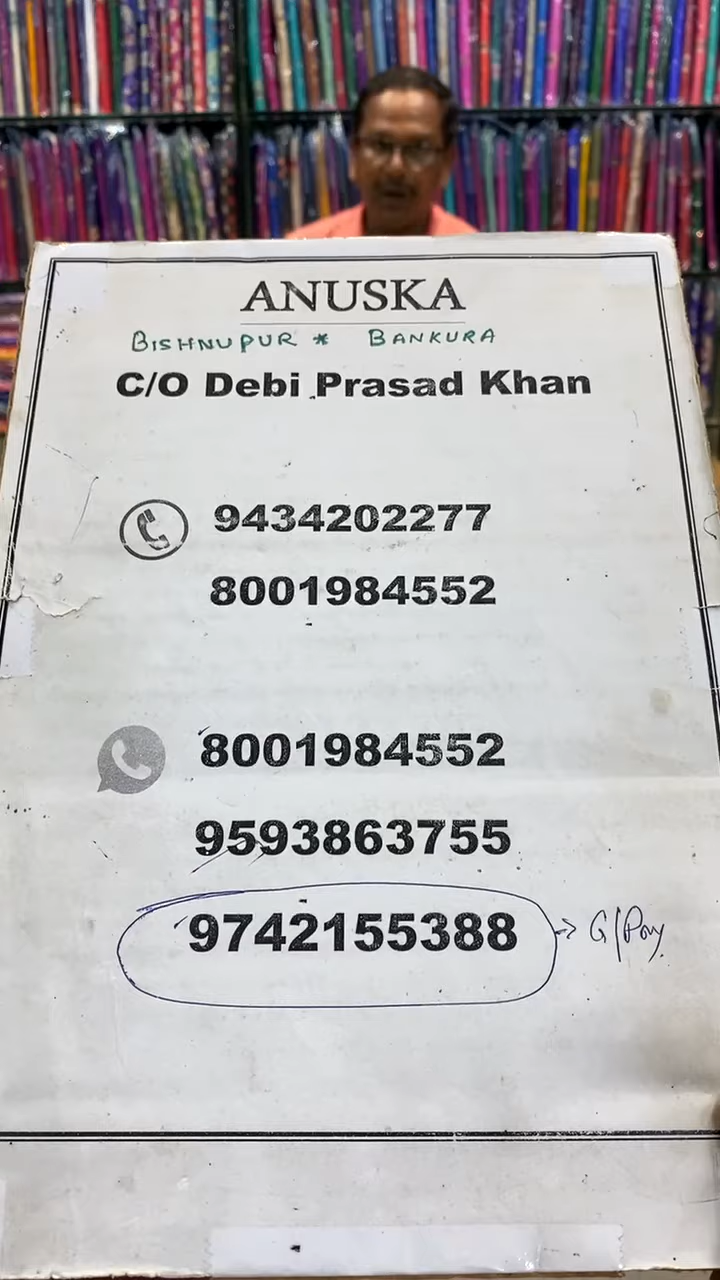 ANUSKA
BISHNUPUR * BANKURA
C/O Debi Prasad Khan
9434202277
8001984552
8001984552
9593863755
9742155388 → G/Pay